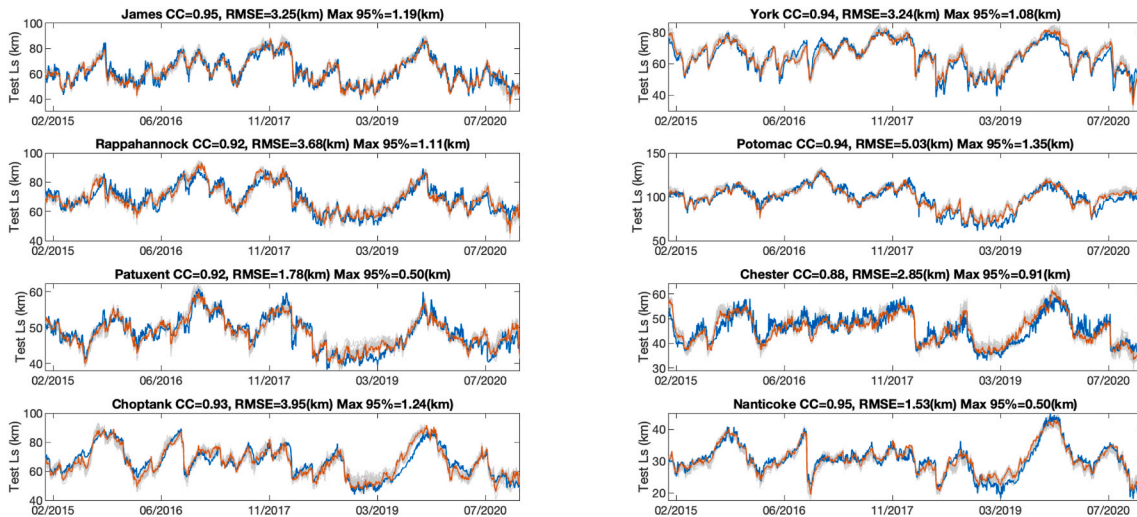 James CC=0.95, RMSE=3.25(km) Max 95%=1.19(km)
100
80
60
40
Test Ls (km)
02/2015 06/2016 11/2017 03/2019 07/2020
York CC=0.94, RMSE=3.24(km) Max 95%=1.08(km)
80
60
40
Test Ls (km)
02/2015 06/2016 11/2017 03/2019 07/2020
Rappahannock CC=0.92, RMSE=3.68(km) Max 95%=1.11(km)
100
80
60
40
Test Ls (km)
02/2015 06/2016 11/2017 03/2019 07/2020
Potomac CC=0.94, RMSE=5.03(km) Max 95%=1.35(km)
150
100
50
Test Ls (km)
02/2015 06/2016 11/2017 03/2019 07/2020
Patuxent CC=0.92, RMSE=1.78(km) Max 95%=0.50(km)
60
50
40
Test Ls (km)
02/2015 06/2016 11/2017 03/2019 07/2020
Chester CC=0.88, RMSE=2.85(km) Max 95%=0.91(km)
60
50
40
30
Test Ls (km)
02/2015 06/2016 11/2017 03/2019 07/2020
Choptank CC=0.93, RMSE=3.95(km) Max 95%=1.24(km)
100
80
60
40
Test Ls (km)
02/2015 06/2016 11/2017 03/2019 07/2020
Nanticoke CC=0.95, RMSE=1.53(km) Max 95%=0.50(km)
40
30
20
Test Ls (km)
02/2015 06/2016 11/2017 03/2019 07/2020